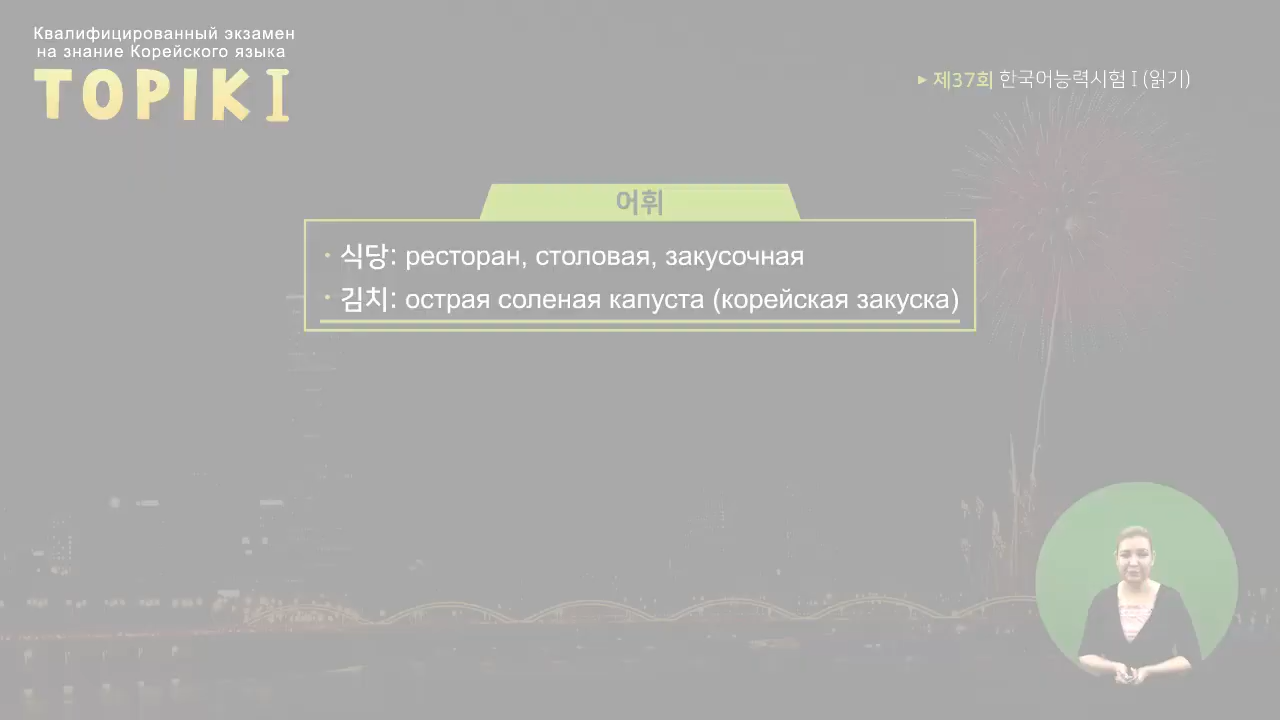 Квалифицированный экзамен
на знание Корейского языка
TOPIK I
▸ 제37회 한국어능력시험 I (읽기)
어휘
· 식당: ресторан, столовая, закусочная
· 김치: острая соленая капуста (корейская закуска)